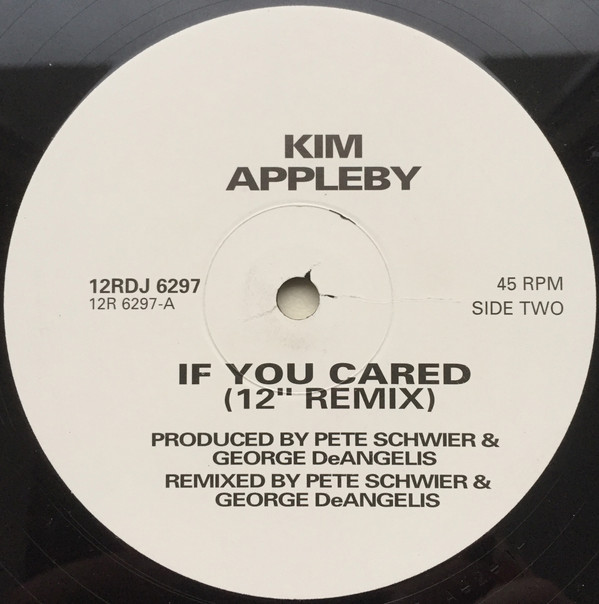 KIM
APPLEBY
12RDJ 6297
12R 6297-A
45 RPM
SIDE TWO
IF YOU CARED
(12" REMIX)
PRODUCED BY PETE SCHWIER &
GEORGE DeANGELIS
REMIXED BY PETE SCHWIER &
GEORGE DeANGELIS